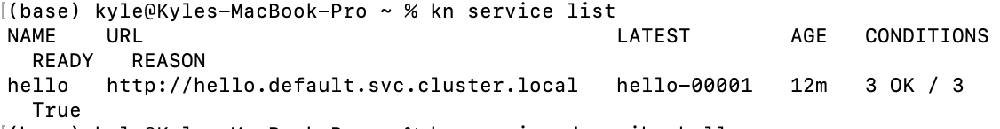 [(base) kyle@Kyles-MacBook-Pro ~ % kn service list
NAME    URL                                     LATEST        AGE   CONDITIONS
  READY   REASON
hello   http://hello.default.svc.cluster.local   hello-00001   12m   3 OK / 3
  True